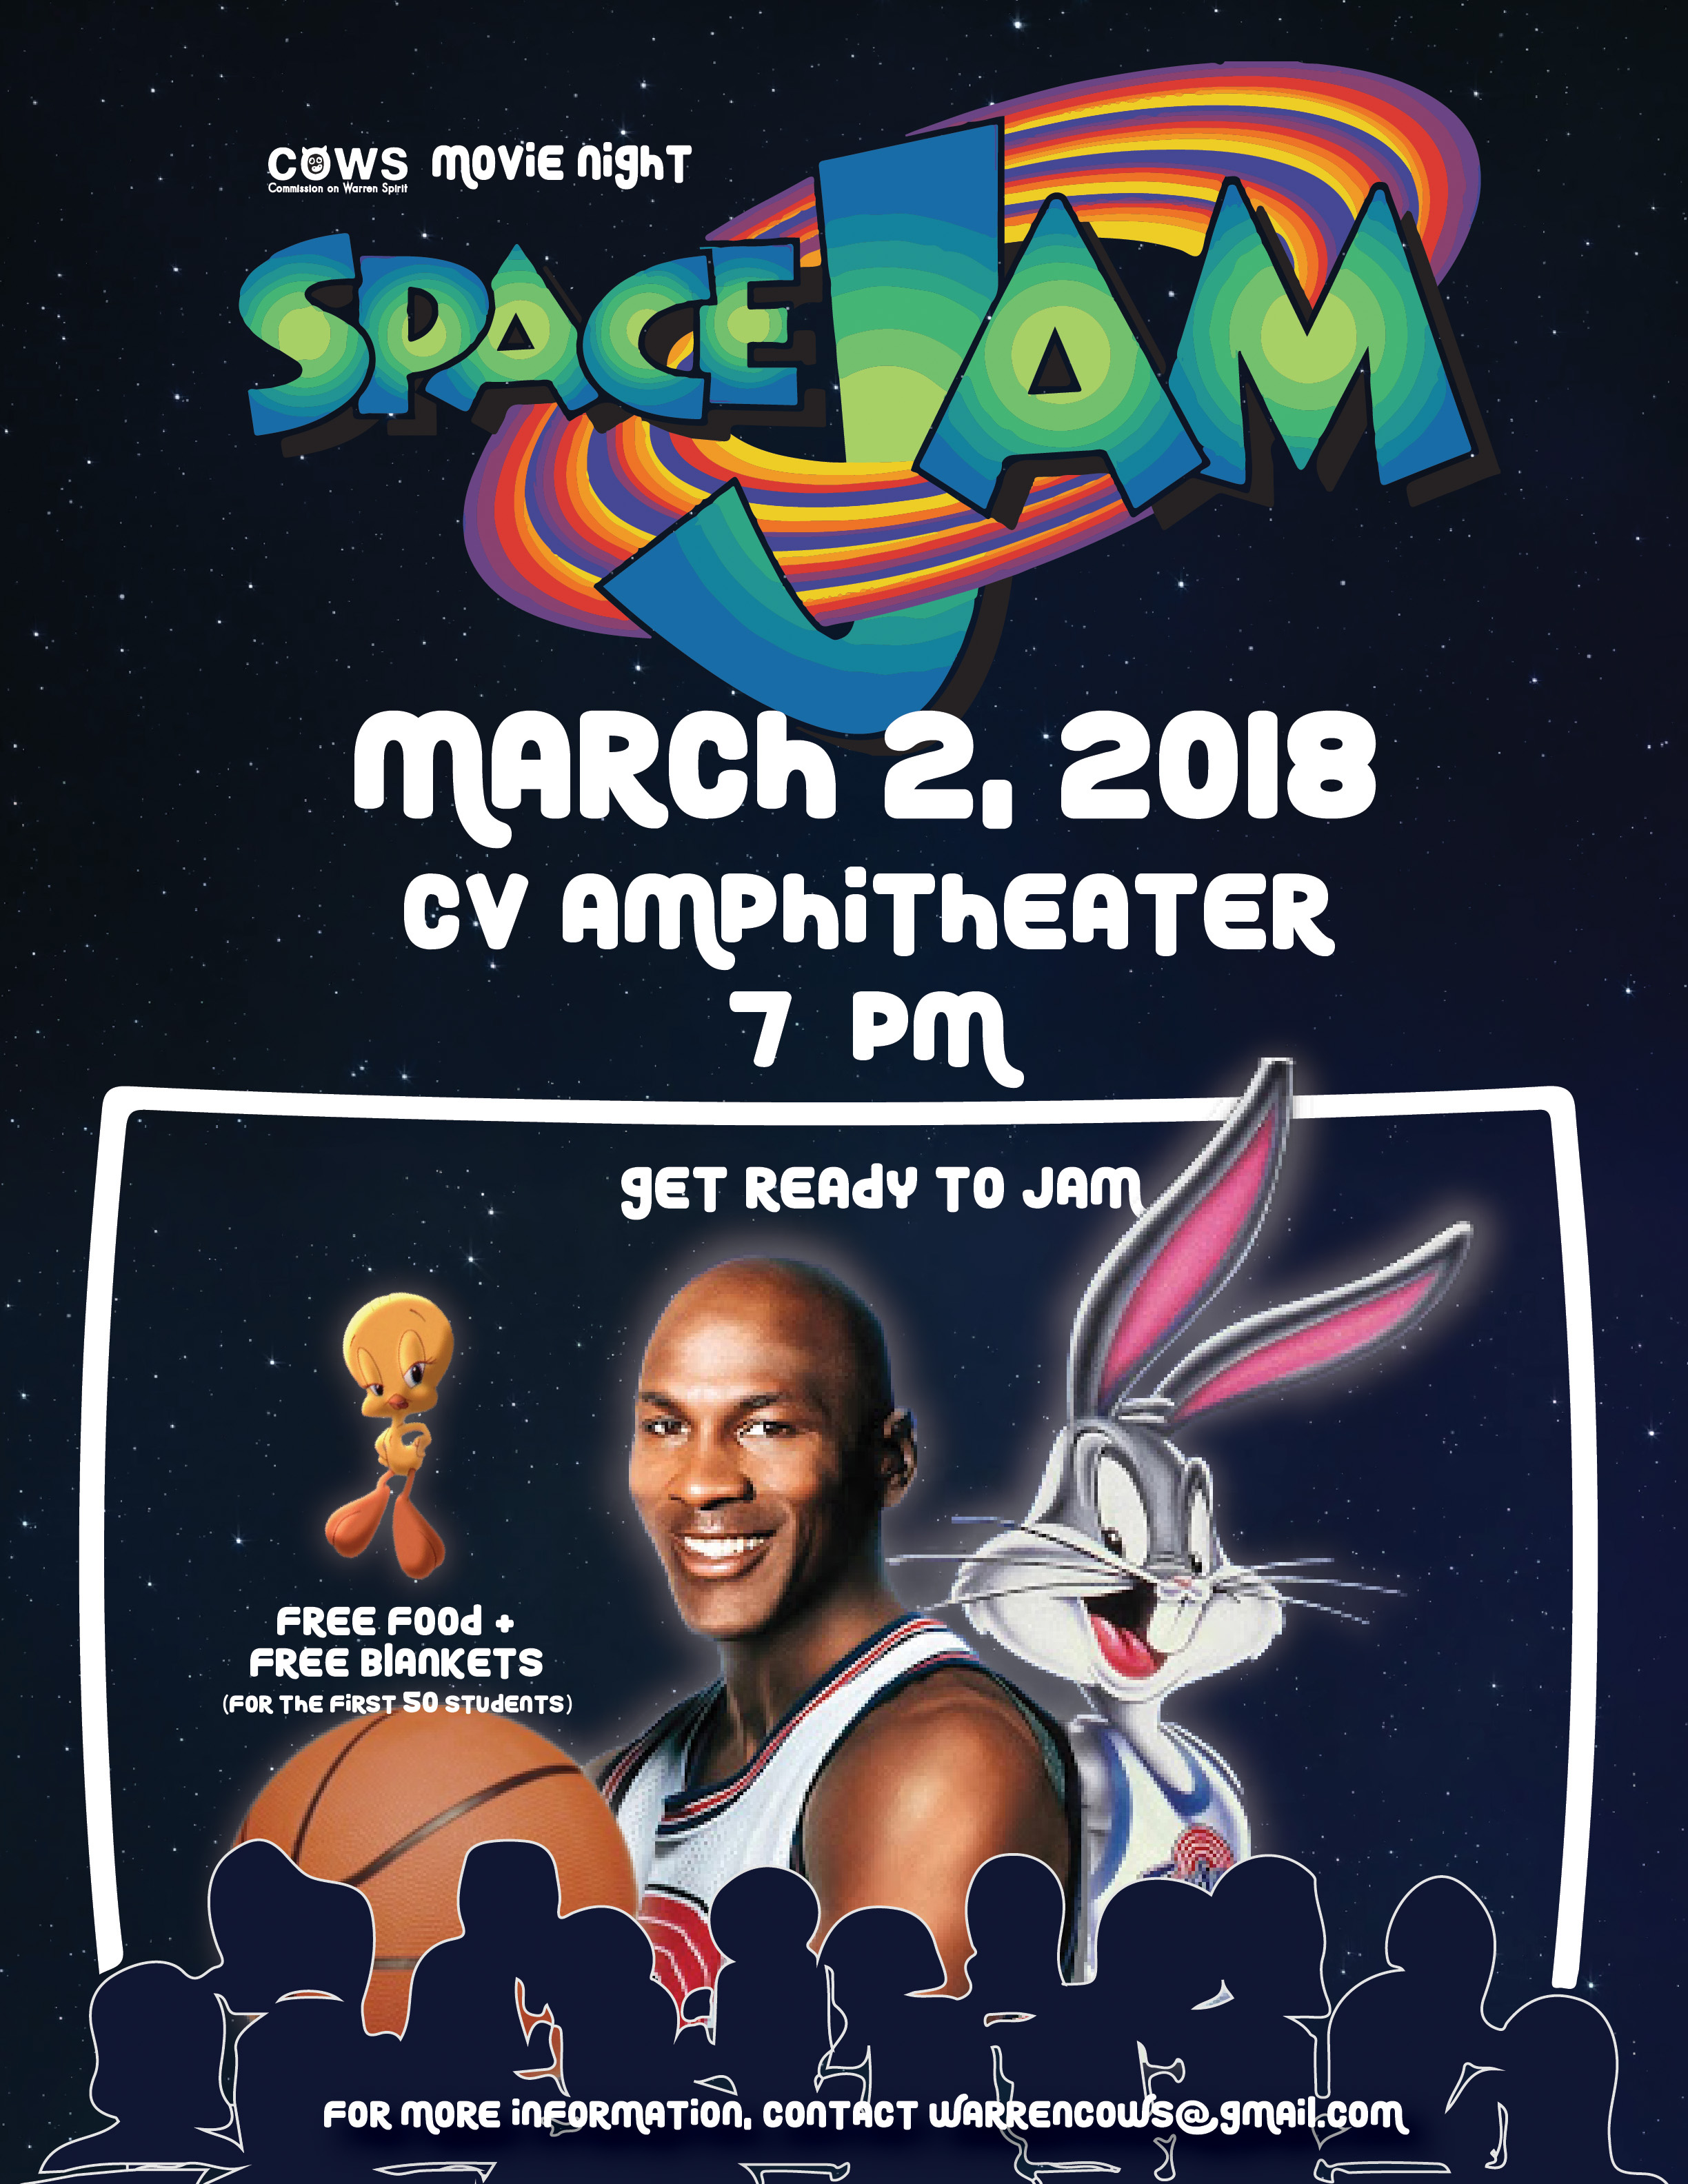 COWS MOVIE NIGHT
Commission on Warren Spirit
SPACE JAM
MARCH 2, 2018
CV AMPHITHEATER
7 PM
GET READY TO JAM
FREE FOOD +
FREE BLANKETS
(FOR THE FIRST 50 STUDENTS)
FOR MORE INFORMATION, CONTACT WARRENCOWS@GMAIL.COM